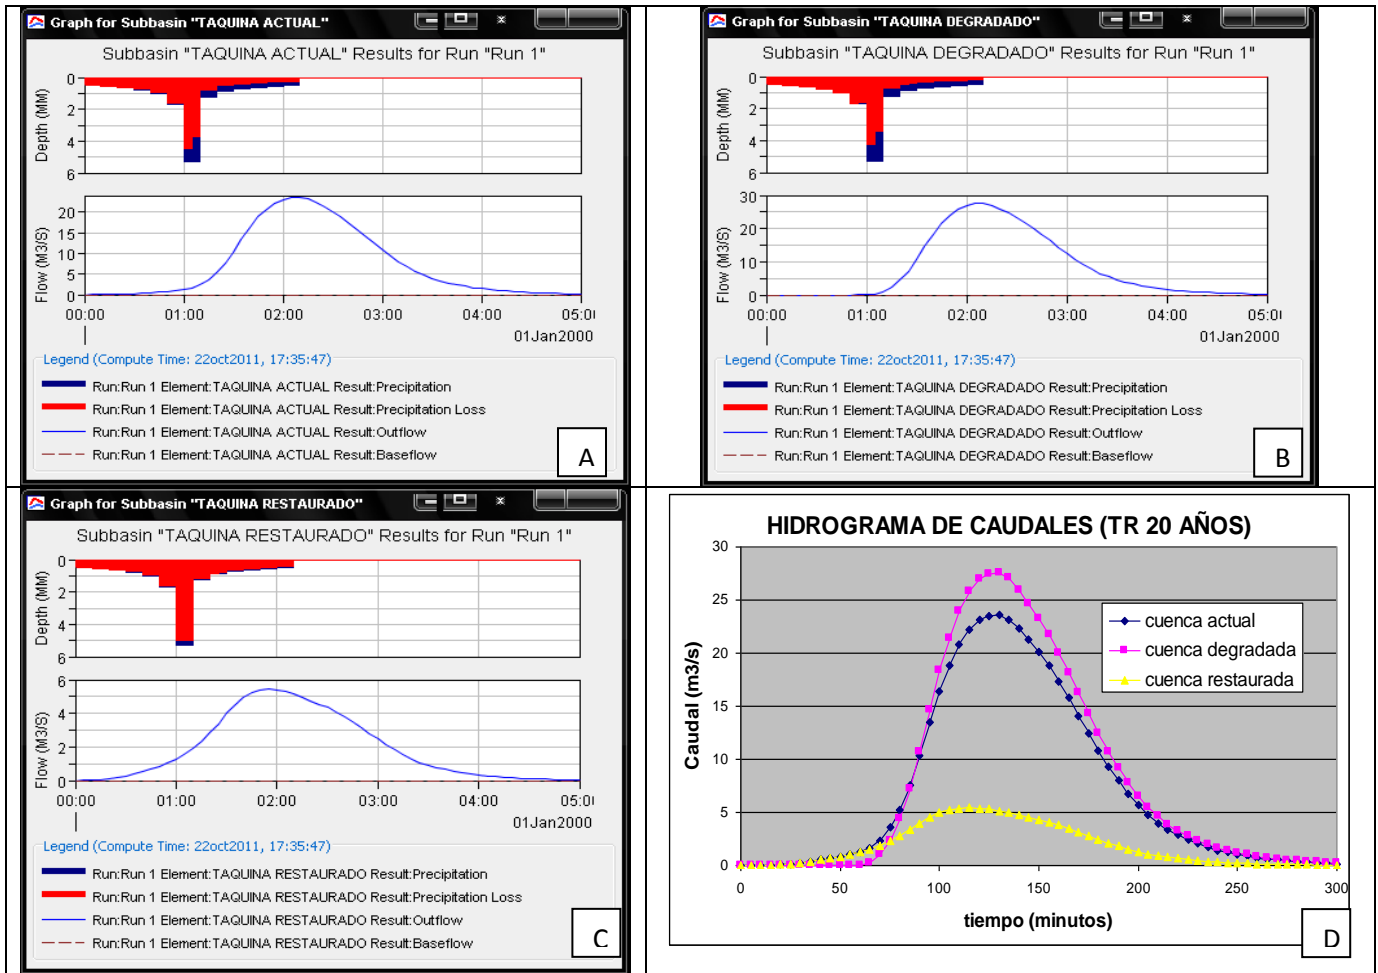 Graph for Subbasin "TAQUINA ACTUAL"
Subbasin "TAQUINA ACTUAL" Results for Run "Run 1"
Depth (MM)
0
2
4
6
Flow (M3/S)
20
15
10
5
0
00:00 01:00 02:00 03:00 04:00 05:0
01Jan2000
Legend (Compute Time: 22oct2011, 17:35:47)
Run:Run 1 Element:TAQUINA ACTUAL Result:Precipitation
Run:Run 1 Element:TAQUINA ACTUAL Result:Precipitation Loss
Run:Run 1 Element:TAQUINA ACTUAL Result:Outflow
Run:Run 1 Element:TAQUINA ACTUAL Result:Baseflow
A
Graph for Subbasin "TAQUINA DEGRADADO"
Subbasin "TAQUINA DEGRADADO" Results for Run "Run 1"
Depth (MM)
0
2
4
6
Flow (M3/S)
30
20
10
0
00:00 01:00 02:00 03:00 04:00 05:0
01Jan2000
Legend (Compute Time: 22oct2011, 17:35:47)
Run:Run 1 Element:TAQUINA DEGRADADO Result:Precipitation
Run:Run 1 Element:TAQUINA DEGRADADO Result:Precipitation Loss
Run:Run 1 Element:TAQUINA DEGRADADO Result:Outflow
Run:Run 1 Element:TAQUINA DEGRADADO Result:Baseflow
B
Graph for Subbasin "TAQUINA RESTAURADO"
Subbasin "TAQUINA RESTAURADO" Results for Run "Run 1"
Depth (MM)
0
2
4
6
Flow (M3/S)
6
4
2
0
00:00 01:00 02:00 03:00 04:00 05:0
01Jan2000
Legend (Compute Time: 22oct2011, 17:35:47)
Run:Run 1 Element:TAQUINA RESTAURADO Result:Precipitation
Run:Run 1 Element:TAQUINA RESTAURADO Result:Precipitation Loss
Run:Run 1 Element:TAQUINA RESTAURADO Result:Outflow
Run:Run 1 Element:TAQUINA RESTAURADO Result:Baseflow
C
HIDROGRAMA DE CAUDALES (TR 20 AÑOS)
Caudal (m3/s)
30
25
20
15
10
5
0
cuenca actual
cuenca degradada
cuenca restaurada
0 50 100 150 200 250 300
tiempo (minutos)
D